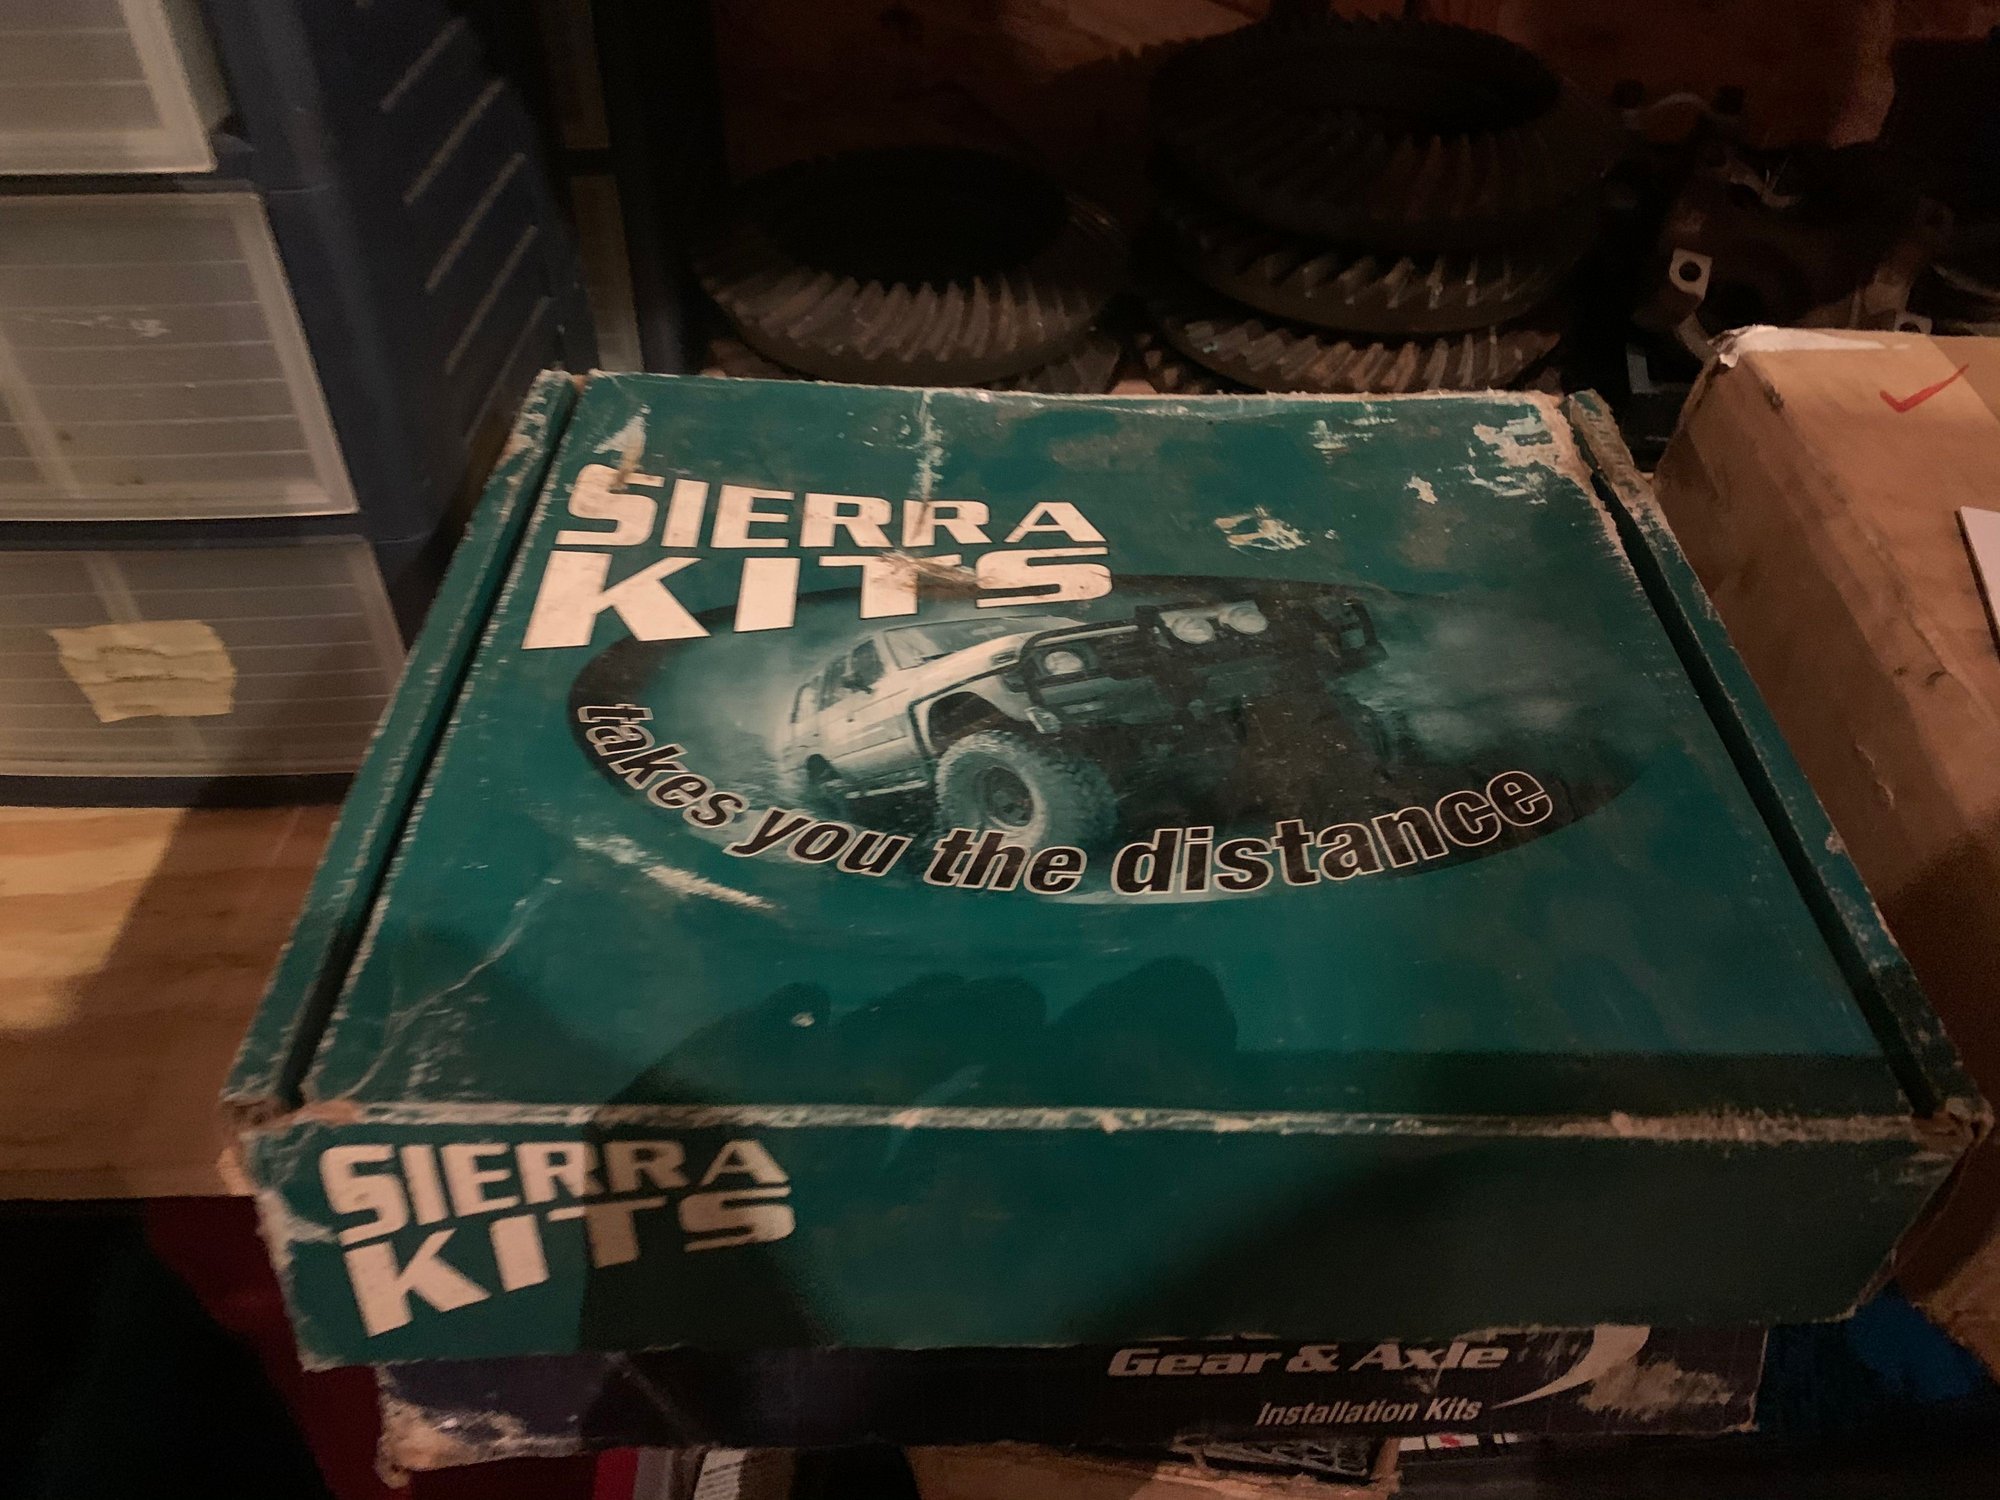 SIERRA
KITS
takes you the distance
SIERRA
KITS
Gear & Axle
Installation Kits